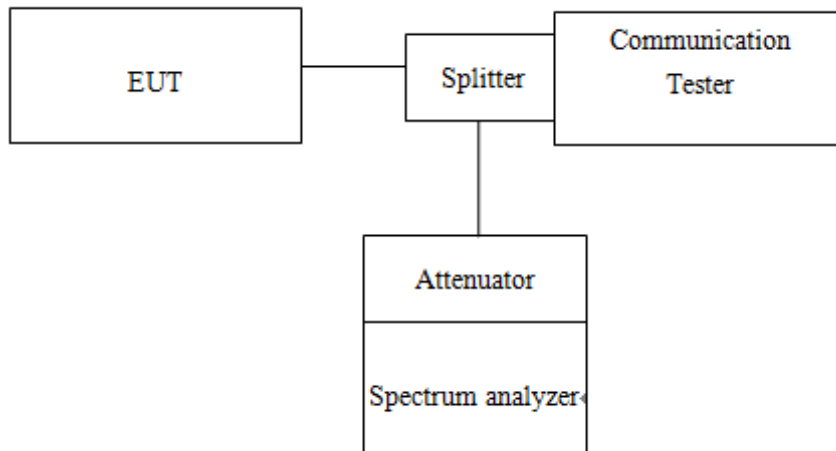 EUT
Splitter
Communication
Tester
Attenuator
Spectrum analyzer